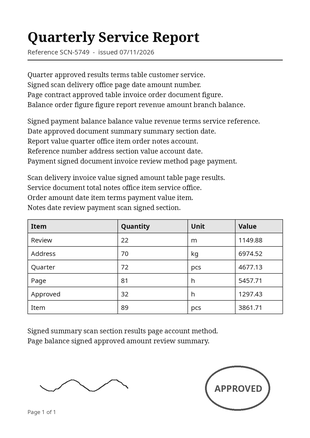 Quarterly Service Report
Reference SCN-5749 - issued 07/11/2026
Quarter approved results terms table customer service.
Signed scan delivery office page date amount number.
Page contract approved table invoice order document figure.
Balance order figure figure report revenue amount branch balance.
Signed payment balance balance value revenue terms service reference.
Date approved document summary summary section date.
Report value quarter office item order notes account.
Reference number address section value account date.
Payment signed document invoice review method page payment.
Scan delivery invoice value signed amount table page results.
Service document total notes office item service office.
Order amount date item terms payment value item.
Notes date review payment scan signed section.
Item Quantity Unit Value
Review 22 m 1149.88
Address 70 kg 6974.52
Quarter 72 pcs 4677.13
Page 81 h 5457.71
Approved 32 h 1297.43
Item 89 pcs 3861.71
Signed summary scan section results page account method.
Page balance signed approved amount review summary.
APPROVED
Page 1 of 1